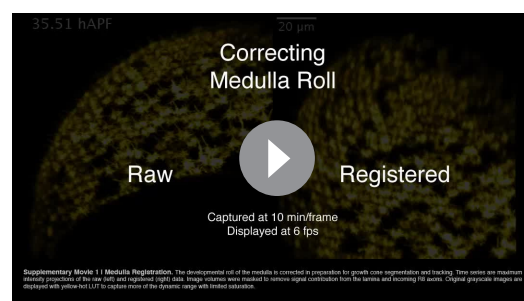 35.51 hAPF
20 µm
Correcting
Medulla Roll
Raw
Registered
Captured at 10 min/frame
Displayed at 6 fps
Supplementary Movie 1 I Medulla Registration. The developmental roll of the medulla is corrected in preparation for growth cone segmentation and tracking. Time series are maximum
intensity projections of the raw (left) and registered (right) data. Image volumes were masked to remove signal contribution from the lamina and incoming R8 axons. Original grayscale images are
displayed with yellow-hot LUT to capture more of the dynamic range with limited saturation.